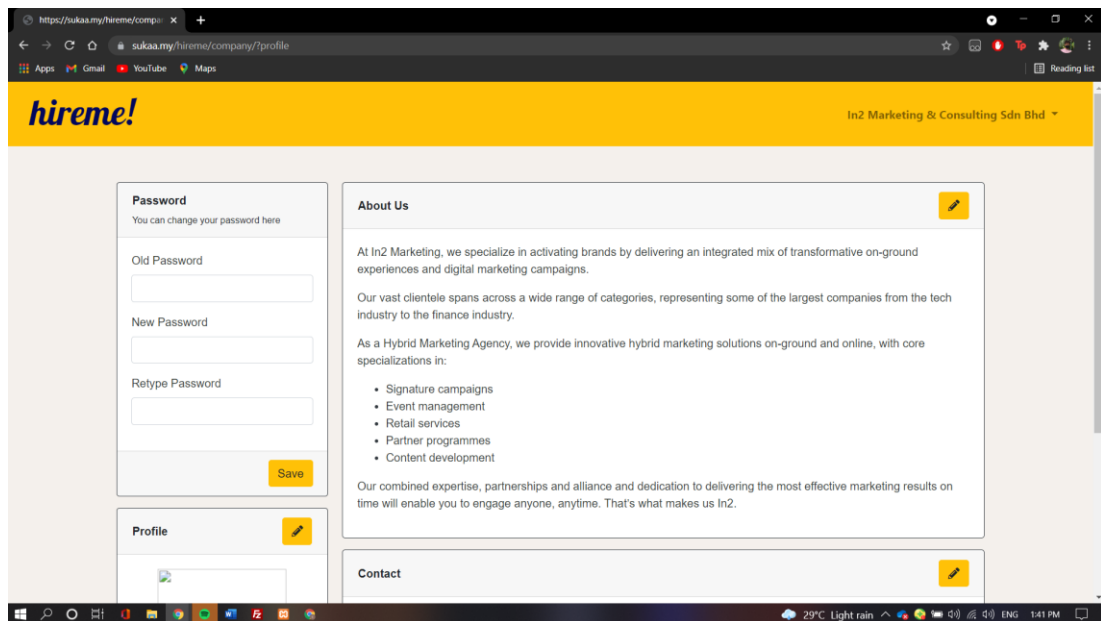 https://sukaa.my/hireme/compar
sukaa.my/hireme/company/?profile
Apps Gmail YouTube Maps Reading list
hireme!
In2 Marketing & Consulting Sdn Bhd
Password
You can change your password here
Old Password
New Password
Retype Password
Save
Profile
About Us
At In2 Marketing, we specialize in activating brands by delivering an integrated mix of transformative on-ground
experiences and digital marketing campaigns.
Our vast clientele spans across a wide range of categories, representing some of the largest companies from the tech
industry to the finance industry.
As a Hybrid Marketing Agency, we provide innovative hybrid marketing solutions on-ground and online, with core
specializations in:
• Signature campaigns
• Event management
• Retail services
• Partner programmes
• Content development
Our combined expertise, partnerships and alliance and dedication to delivering the most effective marketing results on
time will enable you to engage anyone, anytime. That's what makes us In2.
Contact
29°C Light rain ENG 1:41 PM